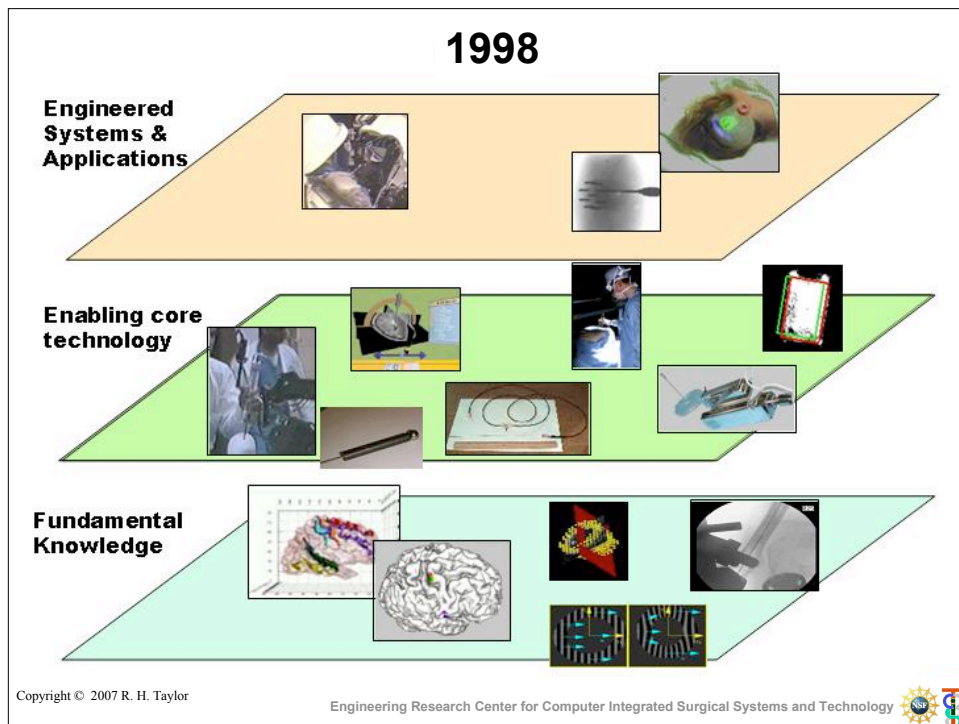 1998
Engineered
Systems &
Applications
Enabling core
technology
Fundamental
Knowledge
Copyright © 2007 R. H. Taylor
Engineering Research Center for Computer Integrated Surgical Systems and Technology
NSF